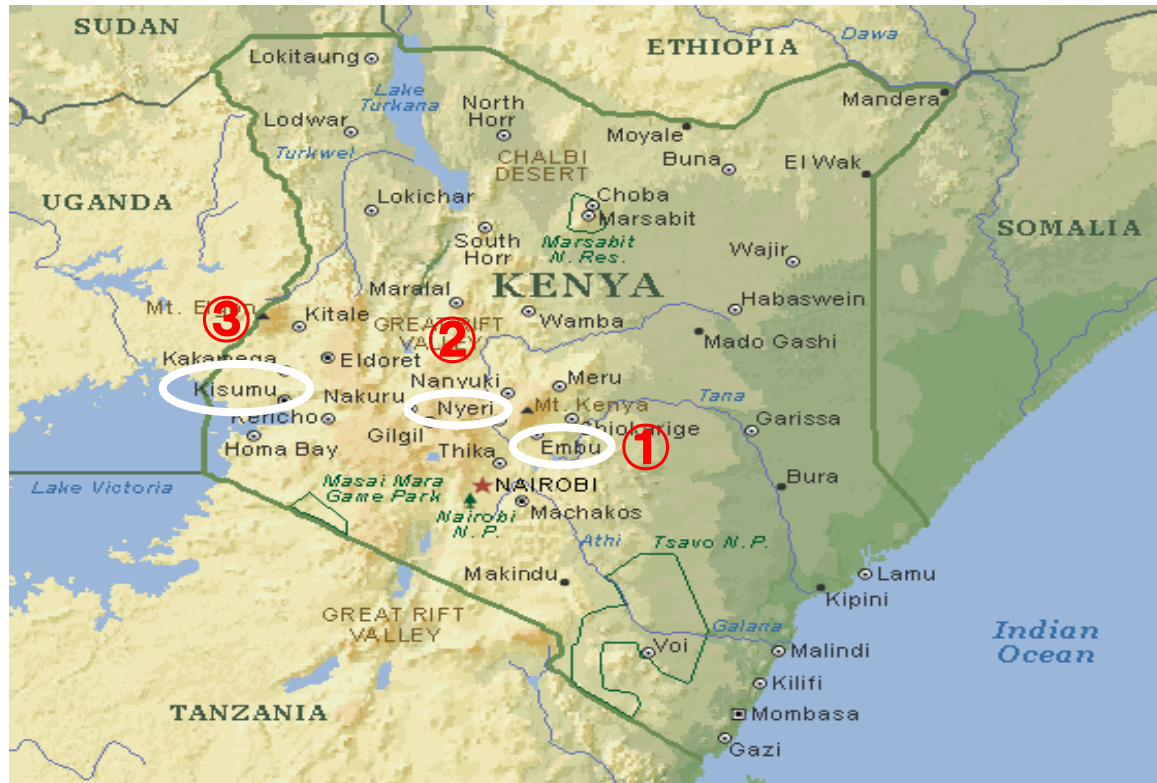 SUDAN
ETHIOPIA
Dawa
Lokitaung
Lake
Turkana
North
Horr
Mandera
Lodwar
Moyale
Turkwel
CHALBI
DESERT
Buna
El Wak
UGANDA
Lokichar
Choba
Marsabit
SOMALIA
South
Horr
Marsabit
N. Res.
Wajir
Maralal
KENYA
Habaswein
Mt. Elgon
③
Kitale
GREAT RIFT
VALLEY
②
Wamba
Mado Gashi
Kakamega
Eldoret
Nanyuki
Meru
Kisumu
Nakuru
Nyeri
Mt. Kenya
Tana
Kericho
Chiokarige
Garissa
Homa Bay
Gilgil
Embu
①
Thika
Lake Victoria
Masai Mara
Game Park
NAIROBI
Bura
Nairobi
N.P.
Machakos
Athi
Tsavo N.P.
Makindu
Lamu
Kipini
GREAT RIFT
VALLEY
Galana
Indian
Ocean
Voi
Malindi
Kilifi
TANZANIA
Mombasa
Gazi